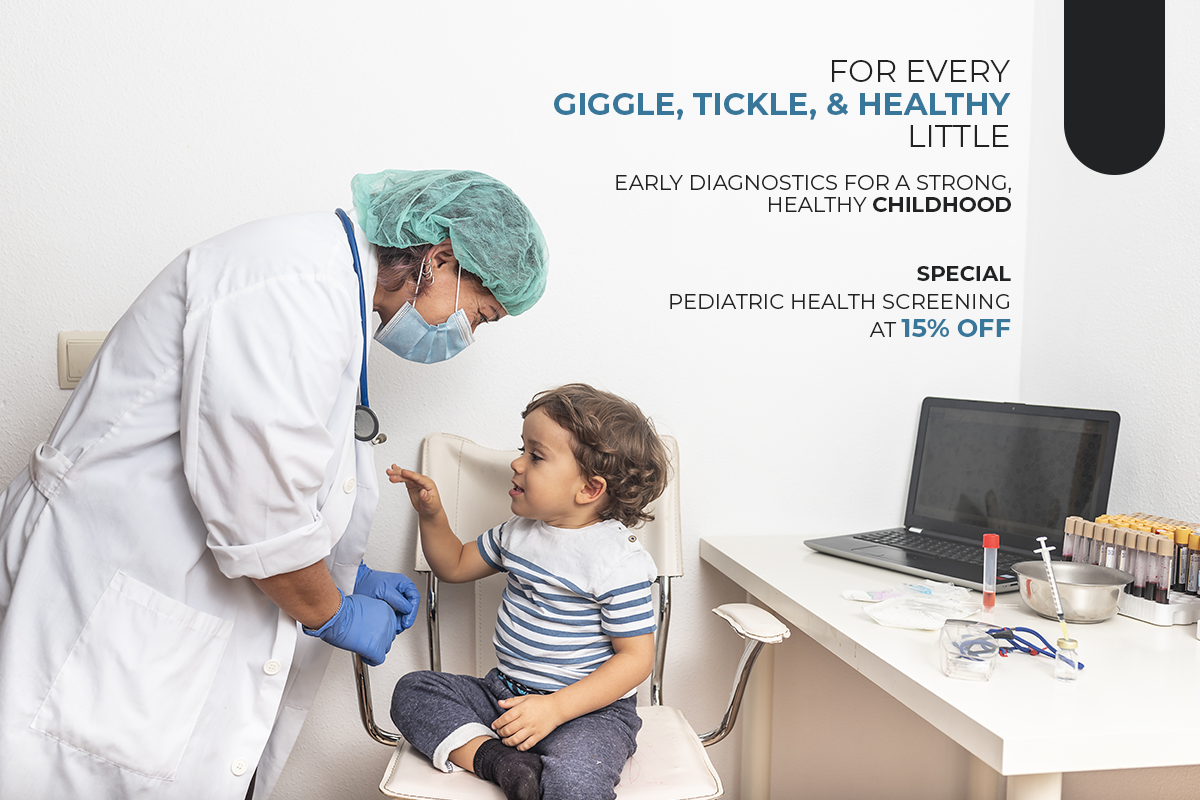 FOR EVERY
GIGGLE, TICKLE, & HEALTHY
LITTLE
EARLY DIAGNOSTICS FOR A STRONG,
HEALTHY CHILDHOOD
SPECIAL
PEDIATRIC HEALTH SCREENING
AT 15% OFF